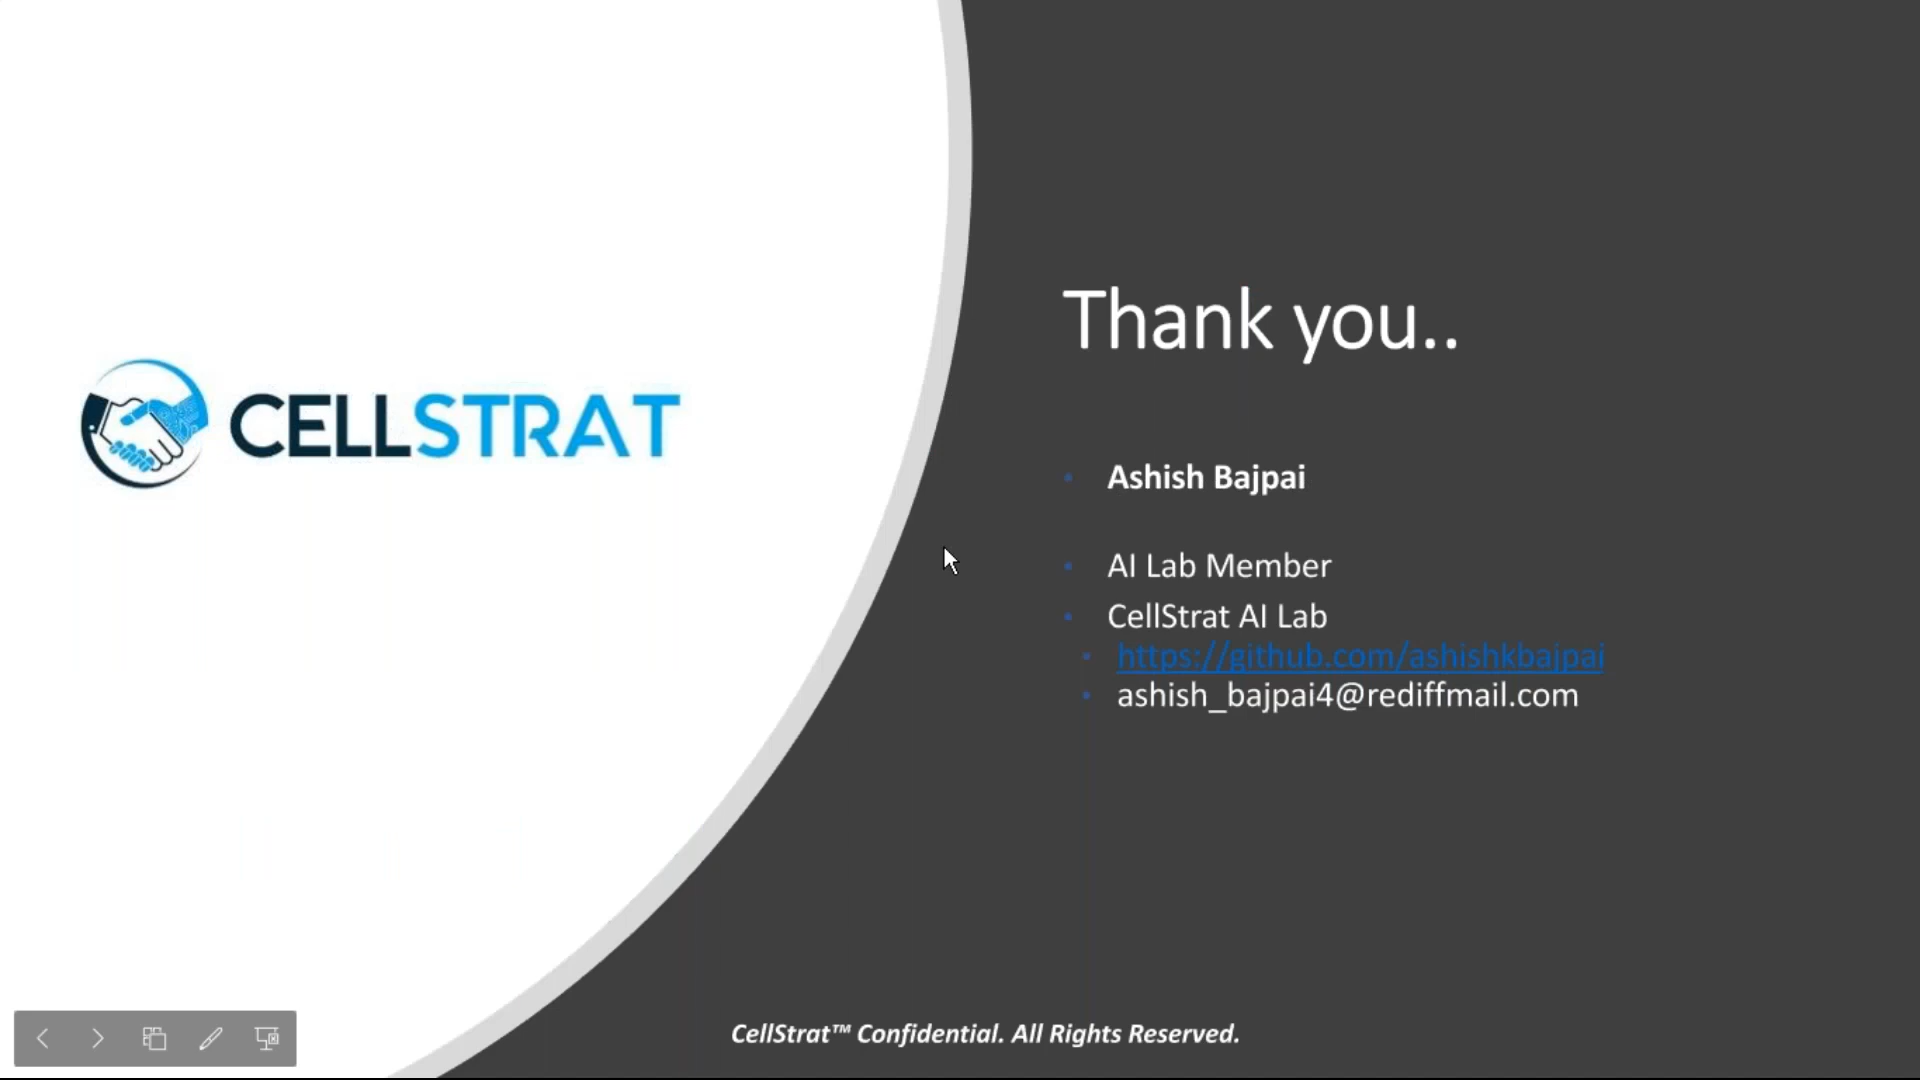 CELLSTRAT
Thank you..
Ashish Bajpai
AI Lab Member
CellStrat AI Lab
https://github.com/ashishkbajpai
ashish_bajpai4@rediffmail.com
CellStrat™ Confidential. All Rights Reserved.